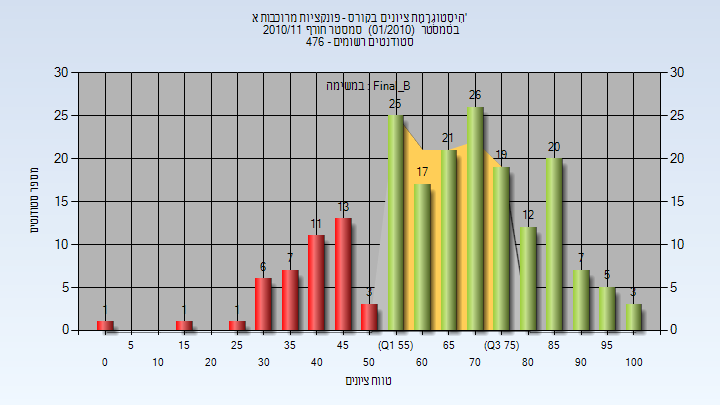 הִיסְטוֹגְרַמַּת ציונים בקורס - פונקציות מרוכבות א'
בסמסטר (01/2010) סמסטר חורף 2010/11
סטודנטים רשומים - 476
במשימה : Final_B
30 30
25 25
20 20
15 15
10 10
5 5
0 0
מספר סטודנטים
1 1 1 6 7 11 13 3 25 17 21 26 19 12 20 7 5 3
5 15 25 35 45 (Q1 55) 65 (Q3 75) 85 95
0 10 20 30 40 50 60 70 80 90 100
טווח ציונים